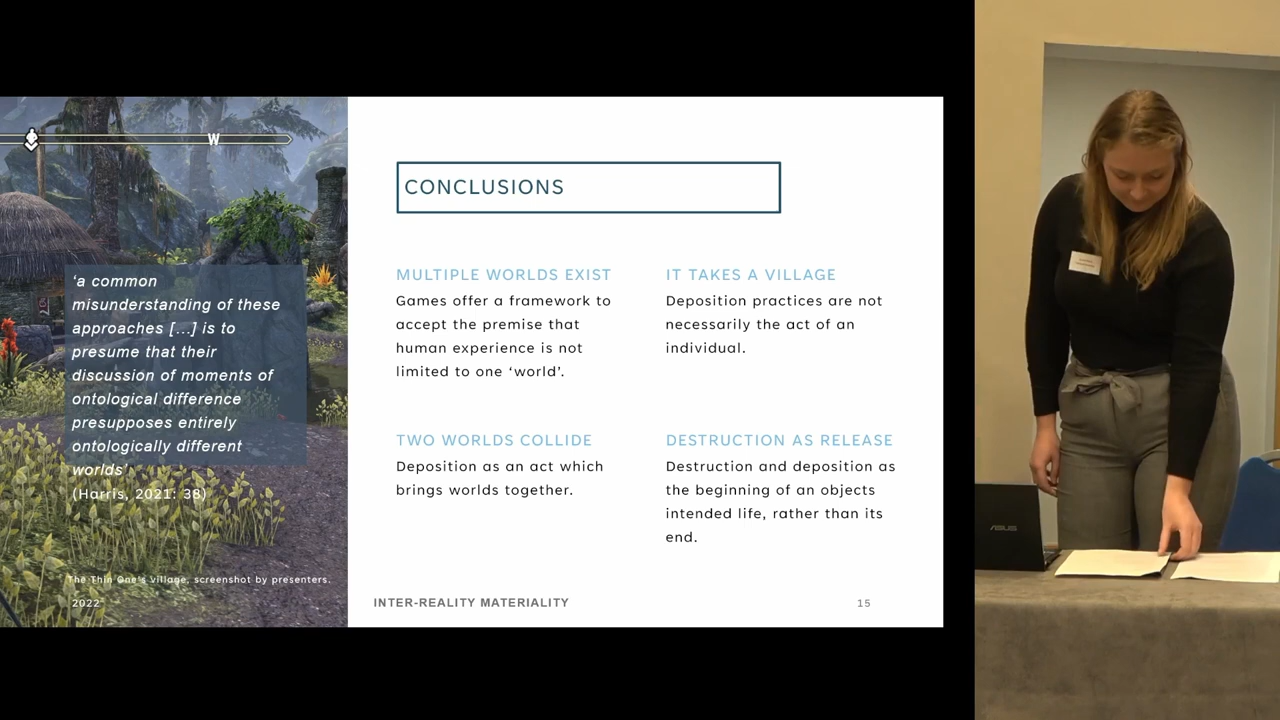 W
‘a common
misunderstanding of these
approaches [...] is to
presume that their
discussion of moments of
ontological difference
presupposes entirely
ontologically different
worlds’
(Harris, 2021: 38)
The Thin One's Village, screenshot by presenters.
2022
CONCLUSIONS
MULTIPLE WORLDS EXIST
Games offer a framework to
accept the premise that
human experience is not
limited to one ‘world’.
IT TAKES A VILLAGE
Deposition practices are not
necessarily the act of an
individual.
TWO WORLDS COLLIDE
Deposition as an act which
brings worlds together.
DESTRUCTION AS RELEASE
Destruction and deposition as
the beginning of an objects
intended life, rather than its
end.
INTER-REALITY MATERIALITY
15
ASUS